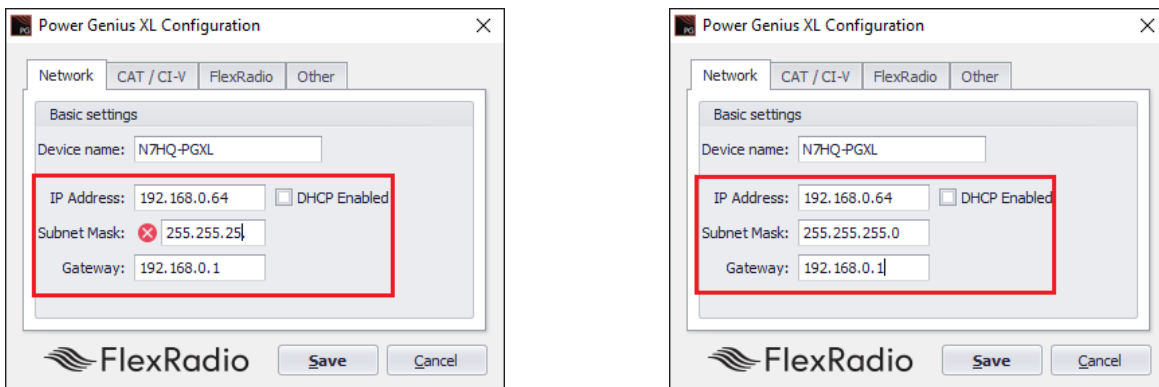 Power Genius XL Configuration
Network CAT / CI-V FlexRadio Other
Basic settings
Device name: N7HQ-PGXL
IP Address: 192.168.0.64 DHCP Enabled
Subnet Mask: 255.255.25.
Gateway: 192.168.0.1
FlexRadio Save Cancel
Power Genius XL Configuration
Network CAT / CI-V FlexRadio Other
Basic settings
Device name: N7HQ-PGXL
IP Address: 192.168.0.64 DHCP Enabled
Subnet Mask: 255.255.255.0
Gateway: 192.168.0.1
FlexRadio Save Cancel